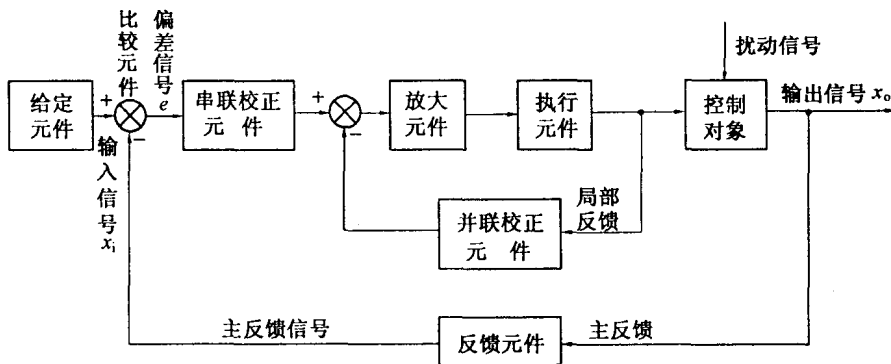 比较元件
偏差信号 e
扰动信号
给定
元件
+
−
串联校正
元 件
+
−
放大
元件
执行
元件
控制
对象
输出信号 xₒ
输入信号 xᵢ
并联校正
元 件
局部
反馈
主反馈信号
反馈元件
主反馈